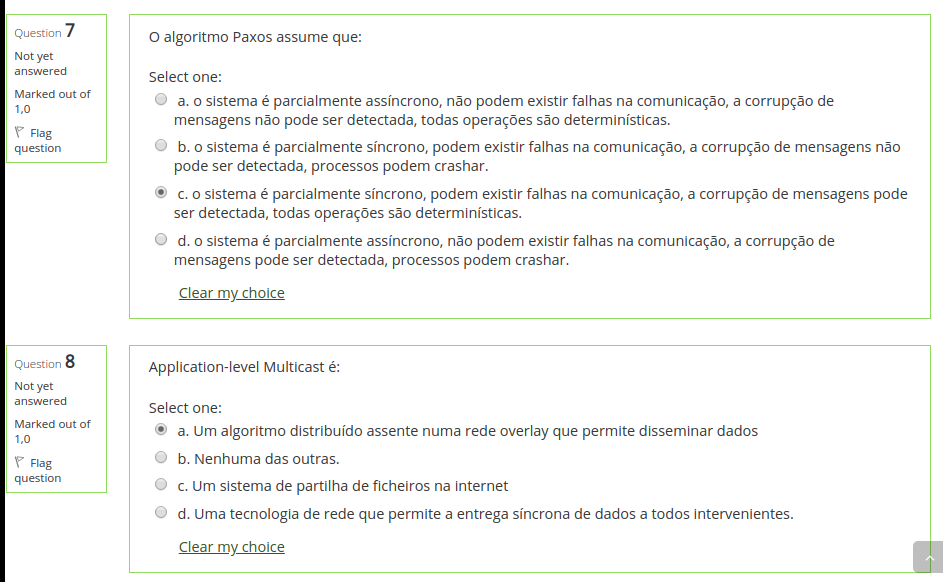 Question 7
Not yet
answered
Marked out of
1,0
Flag
question
O algoritmo Paxos assume que:
Select one:
a. o sistema é parcialmente assíncrono, não podem existir falhas na comunicação, a corrupção de
mensagens não pode ser detectada, todas operações são determinísticas.
b. o sistema é parcialmente síncrono, podem existir falhas na comunicação, a corrupção de mensagens não
pode ser detectada, processos podem crashar.
c. o sistema é parcialmente síncrono, podem existir falhas na comunicação, a corrupção de mensagens pode
ser detectada, todas operações são determinísticas.
d. o sistema é parcialmente assíncrono, não podem existir falhas na comunicação, a corrupção de
mensagens pode ser detectada, processos podem crashar.
Clear my choice
Question 8
Not yet
answered
Marked out of
1,0
Flag
question
Application-level Multicast é:
Select one:
a. Um algoritmo distribuído assente numa rede overlay que permite disseminar dados
b. Nenhuma das outras.
c. Um sistema de partilha de ficheiros na internet
d. Uma tecnologia de rede que permite a entrega síncrona de dados a todos intervenientes.
Clear my choice